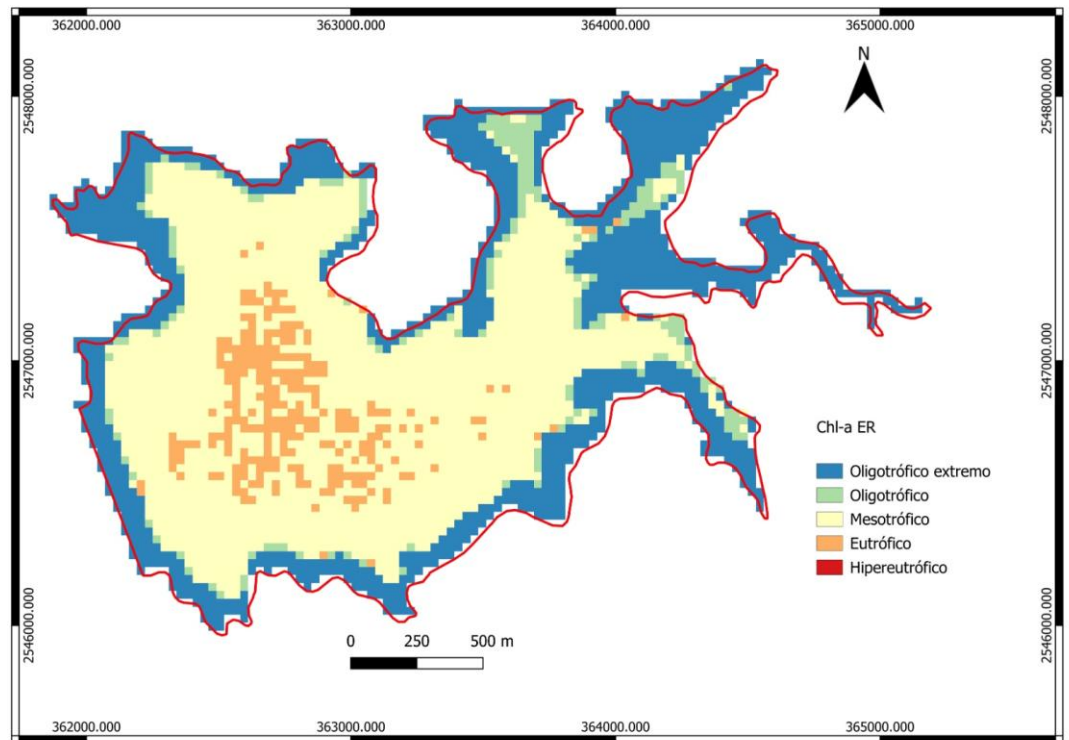 362000.000 363000.000 364000.000 365000.000
2548000.000
2548000.000
N
2547000.000
2547000.000
Chl-a ER
Oligotrófico extremo
Oligotrófico
Mesotrófico
Eutrófico
Hipereutrófico
2546000.000
2546000.000
0 250 500 m
362000.000 363000.000 364000.000 365000.000